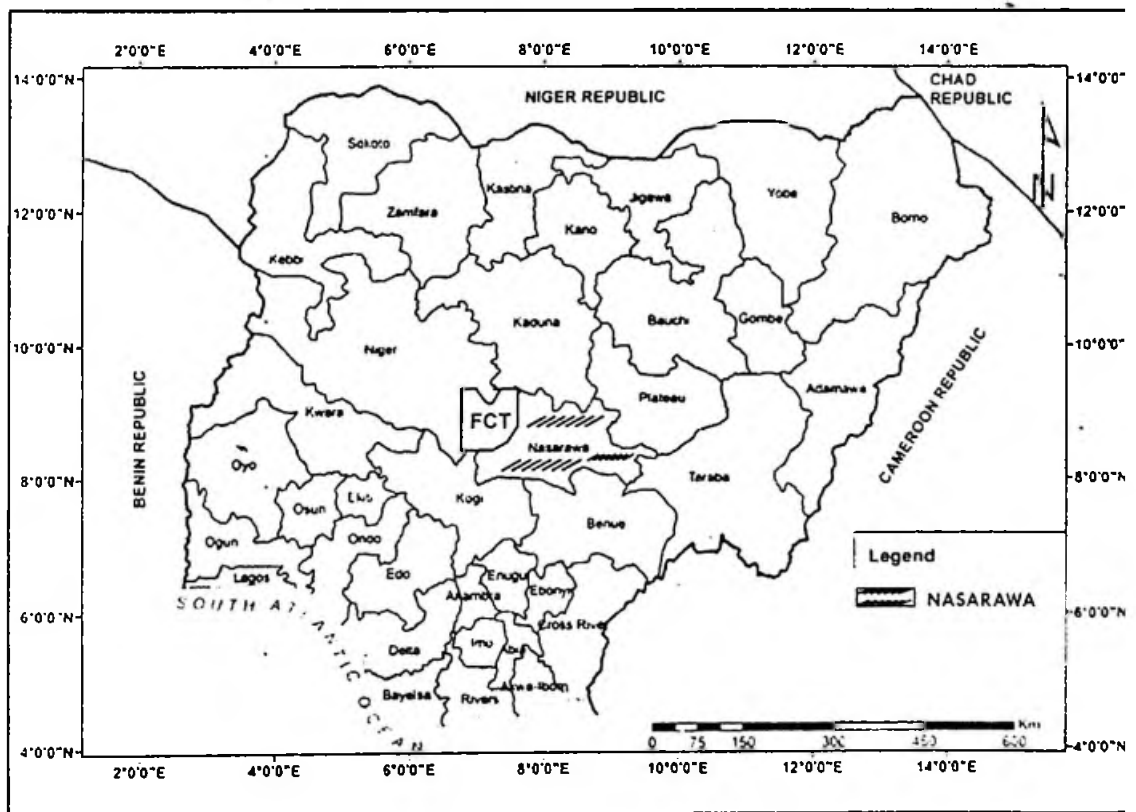 2°0'0"E 4°0'0"E 6°0'0"E 8°0'0"E 10°0'0"E 12°0'0"E 14°0'0"E
14°0'0"N 14°0'0"N
NIGER REPUBLIC
CHAD
REPUBLIC
Sokoto
Zamfara
Jigawa
Yobe
Borno
12°0'0"N 12°0'0"N
Kano
Kebbi
Kaduna
Bauchi
Gombe
Niger
10°0'0"N 10°0'0"N
BENIN REPUBLIC
Adamawa
Plateau
Kwara
FCT
CAMEROON REPUBLIC
Nasarawa
Oyo
Taraba
8°0'0"N 8°0'0"N
Kogi
Osun
Benue
Ogun
Ondo
Edo
Enugu
Legend
Lagos
Anambra
Ebonyi
NASARAWA
SOUTH ATLANTIC OCEAN
6°0'0"N 6°0'0"N
Cross River
Imo
Delta
Bayelsa
Rivers
Akwa-Ibom
Km
0 75 150 300 450 600
4°0'0"N 4°0'0"N
2°0'0"E 4°0'0"E 6°0'0"E 8°0'0"E 10°0'0"E 12°0'0"E 14°0'0"E